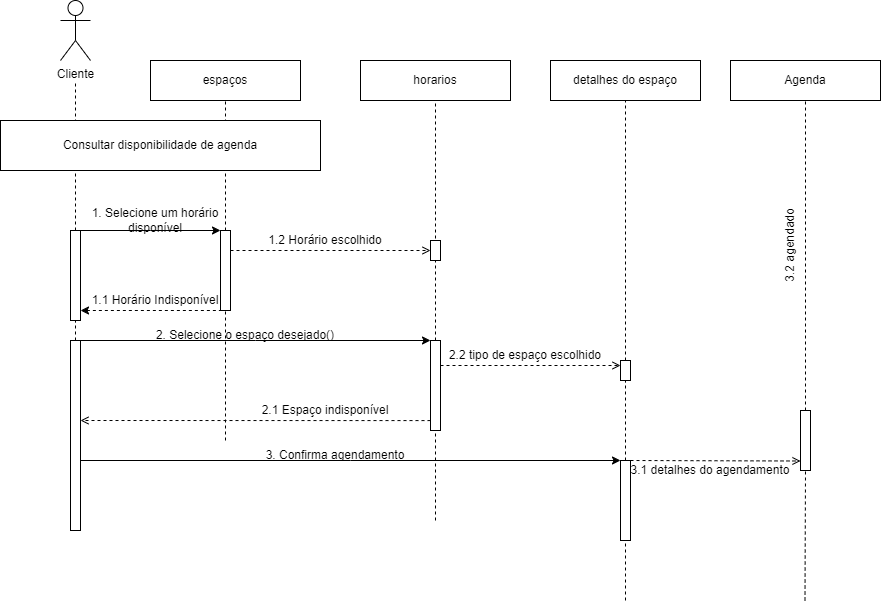 Cliente
espaços
horarios
detalhes do espaço
Agenda
Consultar disponibilidade de agenda
1. Selecione um horário
disponível
1.2 Horário escolhido
3.2 agendado
1.1 Horário Indisponível
2. Selecione o espaço desejado()
2.2 tipo de espaço escolhido
2.1 Espaço indisponível
3. Confirma agendamento
3.1 detalhes do agendamento